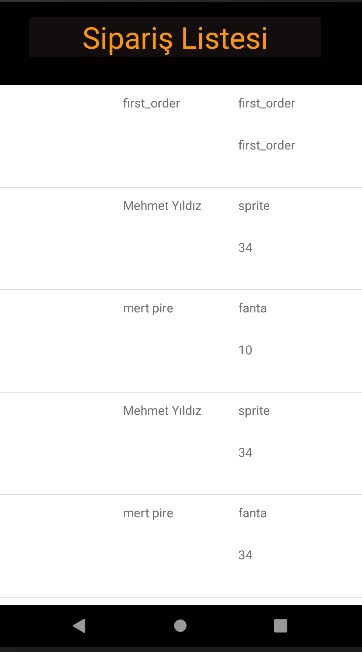 Sipariş Listesi
first_order first_order
first_order
Mehmet Yıldız sprite
34
mert pire fanta
10
Mehmet Yıldız sprite
34
mert pire fanta
34